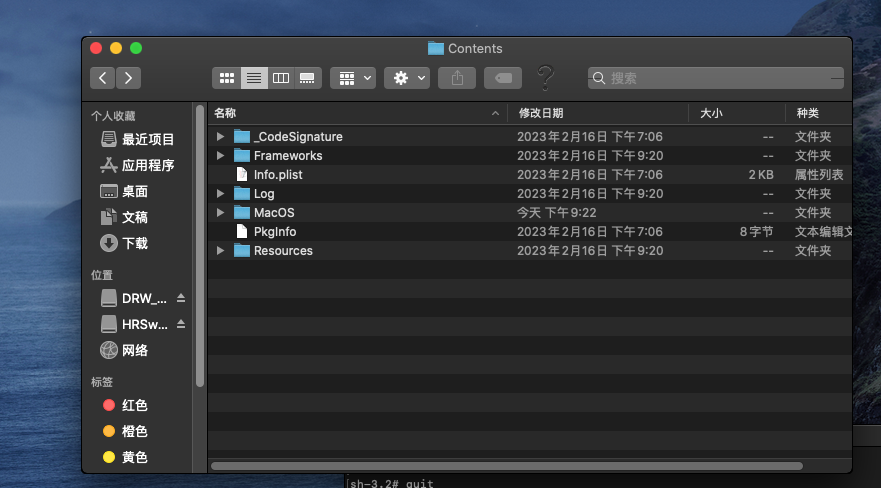 Contents
搜索
个人收藏
最近项目
应用程序
桌面
文稿
下载
位置
DRW_...
HRSw...
网络
标签
红色
橙色
黄色
名称 修改日期 大小 种类
_CodeSignature 2023年2月16日 下午7:06 -- 文件夹
Frameworks 2023年2月16日 下午9:20 -- 文件夹
Info.plist 2023年2月16日 下午7:06 2 KB 属性列表
Log 2023年2月16日 下午9:20 -- 文件夹
MacOS 今天 下午9:22 -- 文件夹
PkgInfo 2023年2月16日 下午7:06 8 字节 文本编辑文
Resources 2023年2月16日 下午9:20 -- 文件夹
sh-3.2# quit